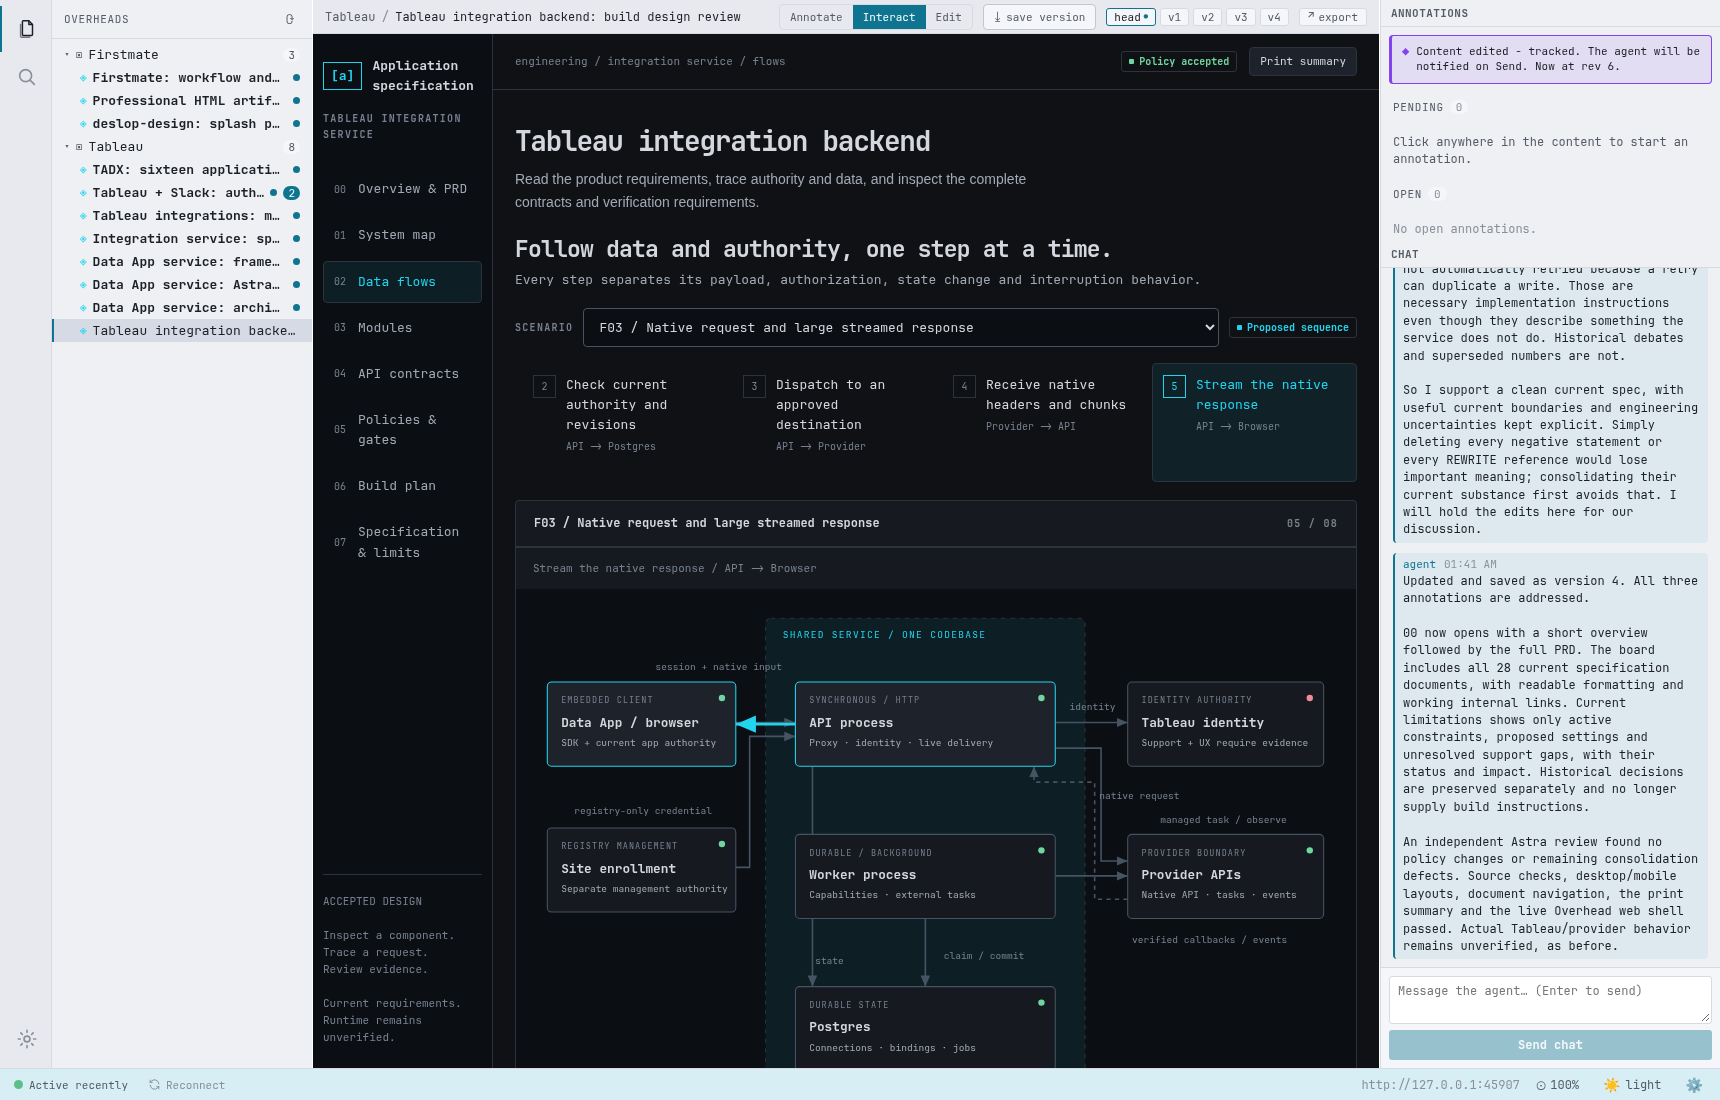 OVERHEADS
Firstmate 3
Firstmate: workflow and…
Professional HTML artif…
deslop-design: splash p…
Tableau 8
TADX: sixteen applicati…
Tableau + Slack: auth… 2
Tableau integrations: m…
Integration service: sp…
Data App service: frame…
Data App service: Astra…
Data App service: archi…
Tableau integration backe…
Tableau / Tableau integration backend: build design review
Annotate Interact Edit
save version
head v1 v2 v3 v4
export
[a] Application specification
TABLEAU INTEGRATION
SERVICE
00 Overview & PRD
01 System map
02 Data flows
03 Modules
04 API contracts
05 Policies &
gates
06 Build plan
07 Specification
& limits
ACCEPTED DESIGN
Inspect a component.
Trace a request.
Review evidence.
Current requirements.
Runtime remains
unverified.
engineering / integration service / flows
Policy accepted
Print summary
Tableau integration backend
Read the product requirements, trace authority and data, and inspect the complete
contracts and verification requirements.
Follow data and authority, one step at a time.
Every step separates its payload, authorization, state change and interruption behavior.
SCENARIO F03 / Native request and large streamed response Proposed sequence
2 Check current
authority and
revisions
API → Postgres
3 Dispatch to an
approved
destination
API → Provider
4 Receive native
headers and chunks
Provider → API
5 Stream the native
response
API → Browser
F03 / Native request and large streamed response 05 / 08
Stream the native response / API → Browser
SHARED SERVICE / ONE CODEBASE
session + native input
EMBEDDED CLIENT
Data App / browser
SDK + current app authority
SYNCHRONOUS / HTTP
API process
Proxy · identity · live delivery
identity
IDENTITY AUTHORITY
Tableau identity
Support + UX require evidence
native request
registry-only credential
managed task / observe
REGISTRY MANAGEMENT
Site enrollment
Separate management authority
DURABLE / BACKGROUND
Worker process
Capabilities · external tasks
PROVIDER BOUNDARY
Provider APIs
Native API · tasks · events
verified callbacks / events
state
claim / commit
DURABLE STATE
Postgres
Connections · bindings · jobs
ANNOTATIONS
Content edited - tracked. The agent will be
notified on Send. Now at rev 6.
PENDING 0
Click anywhere in the content to start an
annotation.
OPEN 0
No open annotations.
CHAT
not automatically retried because a retry
can duplicate a write. Those are
necessary implementation instructions
even though they describe something the
service does not do. Historical debates
and superseded numbers are not.
So I support a clean current spec, with
useful current boundaries and engineering
uncertainties kept explicit. Simply
deleting every negative statement or
every REWRITE reference would lose
important meaning; consolidating their
current substance first avoids that. I
will hold the edits here for our
discussion.
agent 01:41 AM
Updated and saved as version 4. All three
annotations are addressed.
00 now opens with a short overview
followed by the full PRD. The board
includes all 28 current specification
documents, with readable formatting and
working internal links. Current
limitations shows only active
constraints, proposed settings and
unresolved support gaps, with their
status and impact. Historical decisions
are preserved separately and no longer
supply build instructions.
An independent Astra review found no
policy changes or remaining consolidation
defects. Source checks, desktop/mobile
layouts, document navigation, the print
summary and the live Overhead web shell
passed. Actual Tableau/provider behavior
remains unverified, as before.
Message the agent… (Enter to send)
Send chat
Active recently
Reconnect
http://127.0.0.1:45907
100%
light